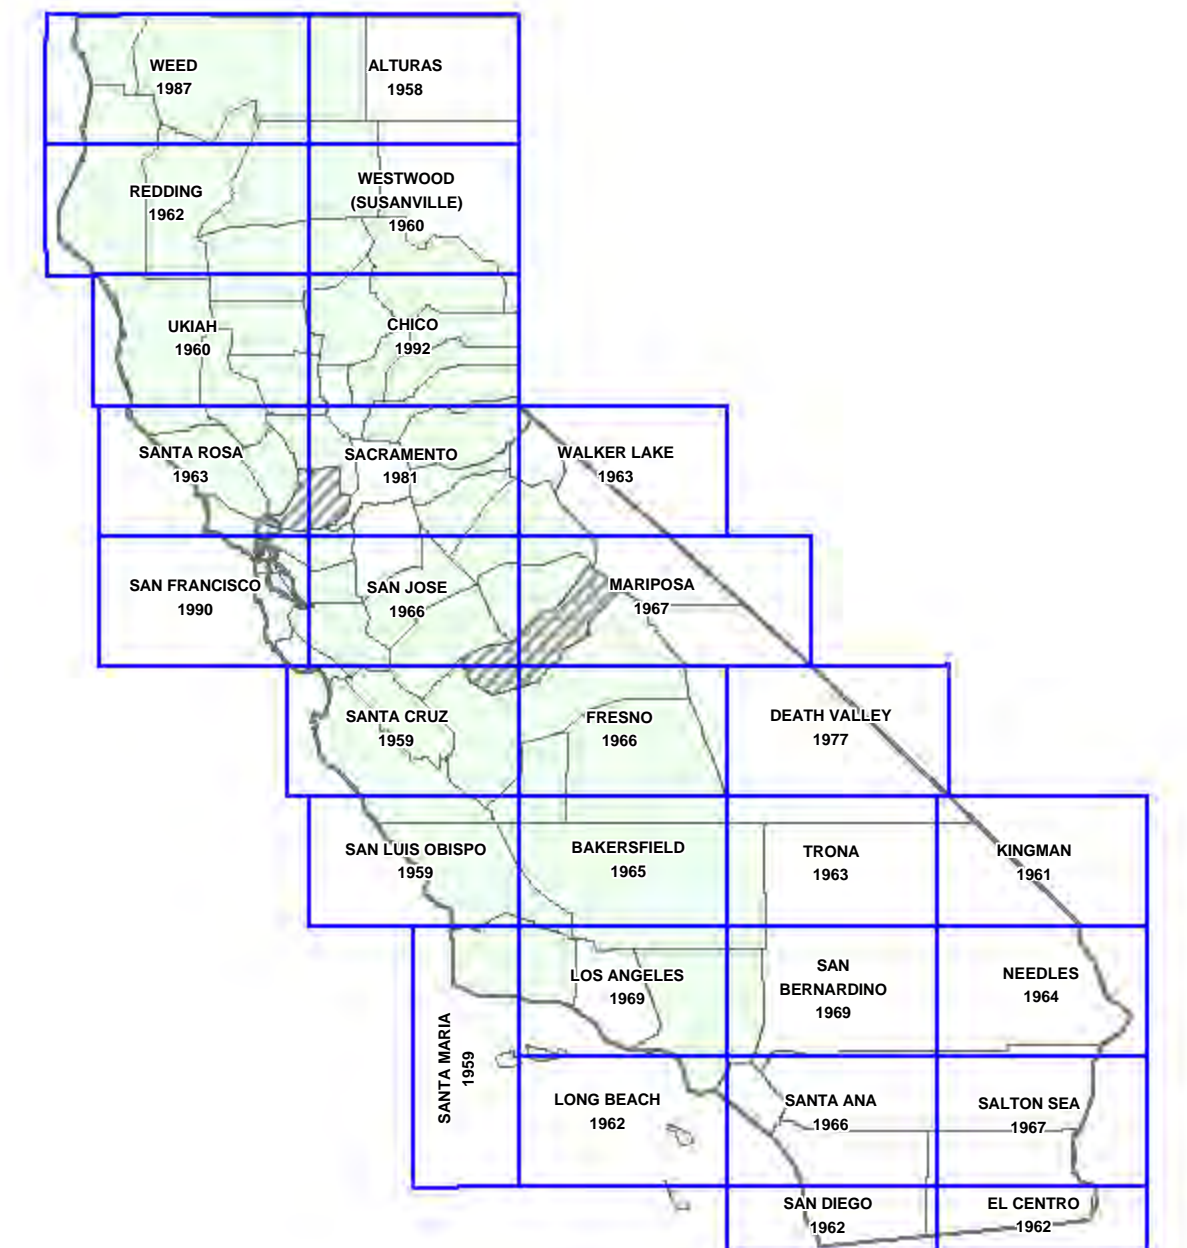 WEED
1987
ALTURAS
1958
REDDING
1962
WESTWOOD
(SUSANVILLE)
1960
UKIAH
1960
CHICO
1992
SANTA ROSA
1963
SACRAMENTO
1981
WALKER LAKE
1963
SAN FRANCISCO
1990
SAN JOSE
1966
MARIPOSA
1967
SANTA CRUZ
1959
FRESNO
1966
DEATH VALLEY
1977
SAN LUIS OBISPO
1959
BAKERSFIELD
1965
TRONA
1963
KINGMAN
1961
SANTA MARIA
1959
LOS ANGELES
1969
SAN
BERNARDINO
1969
NEEDLES
1964
LONG BEACH
1962
SANTA ANA
1966
SALTON SEA
1967
SAN DIEGO
1962
EL CENTRO
1962